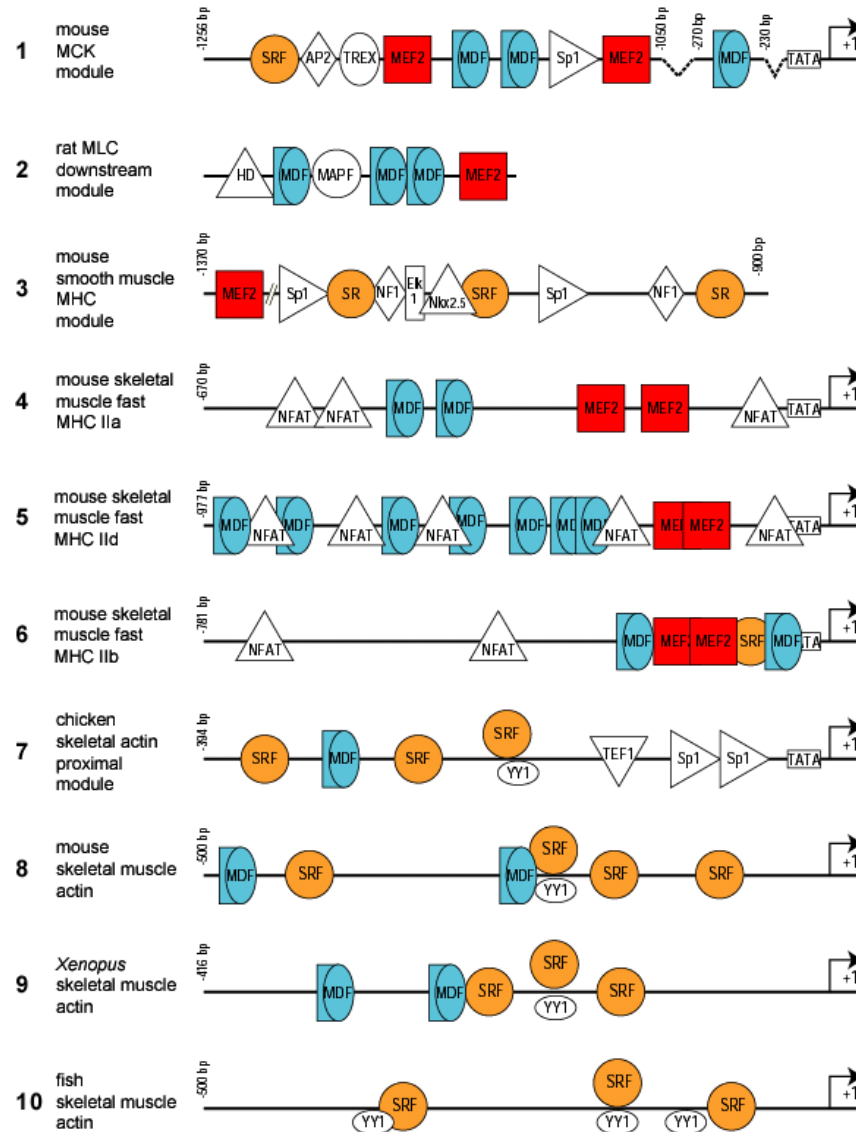 -1256 bp
-1050 bp
-270 bp
-230 bp
1
mouse
MCK
module
SRF AP2 TREX MEF2 MDF MDF Sp1 MEF2 MDF TATA +1
2
rat MLC
downstream
module
HD MDF MAPF MDF MDF MEF2
-1330 bp
-900 bp
3
mouse
smooth muscle
MHC
module
MEF2 // Sp1 SR NF1 Elk 1 Nkx2.5 SRF Sp1 NF1 SR
-670 bp
4
mouse skeletal
muscle fast
MHC IIa
NFAT NFAT MDF MDF MEF2 MEF2 NFAT TATA +1
-977 bp
5
mouse skeletal
muscle fast
MHC IId
MDF NFAT MDF NFAT MDF NFAT MDF MDF MD MD NFAT MEF MEF2 NFAT TATA +1
-781 bp
6
mouse skeletal
muscle fast
MHC IIb
NFAT NFAT MDF MEF2 MEF2 SRF MDF TATA +1
-394 bp
7
chicken
skeletal actin
proximal
module
SRF MDF SRF SRF YY1 TEF1 Sp1 Sp1 TATA +1
-500 bp
8
mouse
skeletal muscle
actin
MDF SRF MDF SRF YY1 SRF SRF +1
-416 bp
9
Xenopus
skeletal muscle
actin
MDF MDF SRF SRF YY1 SRF +1
-500 bp
10
fish
skeletal muscle
actin
YY1 SRF SRF YY1 YY1 SRF +1